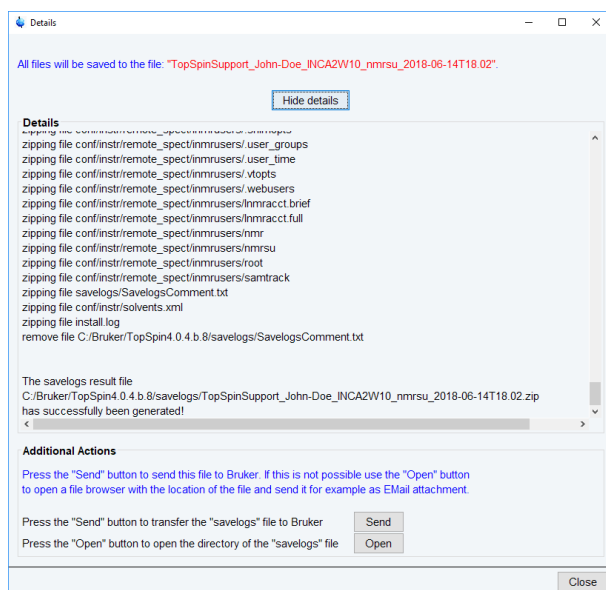 Details
All files will be saved to the file: "TopSpinSupport_John-Doe_INCA2W10_nmrsu_2018-06-14T18.02".
Hide details
Details
zipping file conf/instr/remote_spect/inmrusers/.shimopts
zipping file conf/instr/remote_spect/inmrusers/.user_groups
zipping file conf/instr/remote_spect/inmrusers/.user_time
zipping file conf/instr/remote_spect/inmrusers/.vtopts
zipping file conf/instr/remote_spect/inmrusers/.webusers
zipping file conf/instr/remote_spect/inmrusers/lnmracct.brief
zipping file conf/instr/remote_spect/inmrusers/lnmracct.full
zipping file conf/instr/remote_spect/inmrusers/nmr
zipping file conf/instr/remote_spect/inmrusers/nmrsu
zipping file conf/instr/remote_spect/inmrusers/root
zipping file conf/instr/remote_spect/inmrusers/samtrack
zipping file savelogs/SavelogsComment.txt
zipping file conf/instr/solvents.xml
zipping file install.log
remove file C:/Bruker/TopSpin4.0.4.b.8/savelogs/SavelogsComment.txt
The savelogs result file
C:/Bruker/TopSpin4.0.4.b.8/savelogs/TopSpinSupport_John-Doe_INCA2W10_nmrsu_2018-06-14T18.02.zip
has successfully been generated!
Additional Actions
Press the "Send" button to send this file to Bruker. If this is not possible use the "Open" button
to open a file browser with the location of the file and send it for example as EMail attachment.
Press the "Send" button to transfer the "savelogs" file to Bruker Send
Press the "Open" button to open the directory of the "savelogs" file Open
Close